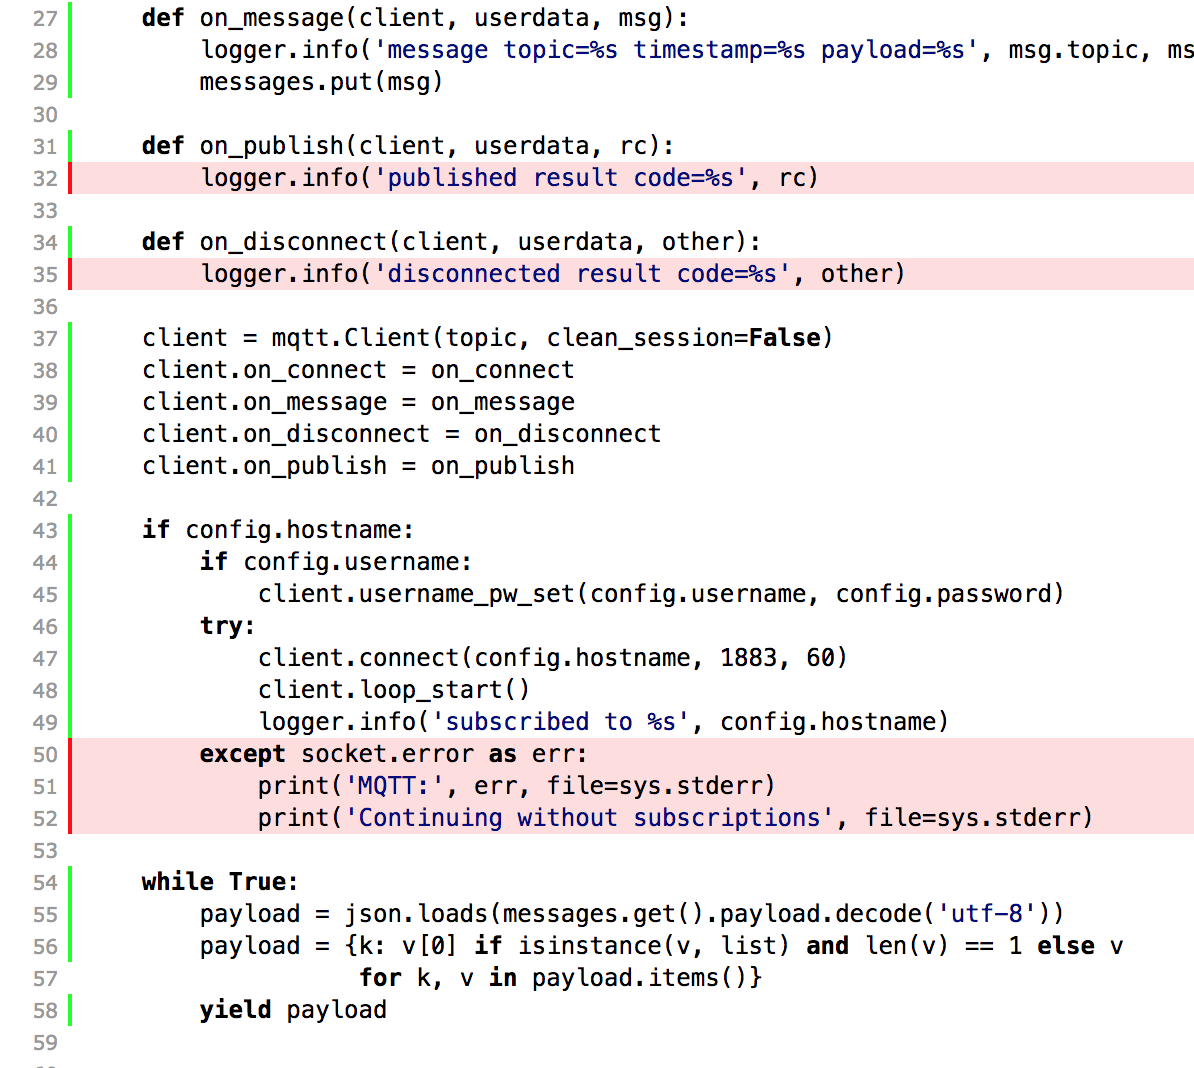 27 def on_message(client, userdata, msg):
28 logger.info('message topic=%s timestamp=%s payload=%s', msg.topic, ms
29 messages.put(msg)
30
31 def on_publish(client, userdata, rc):
32 logger.info('published result code=%s', rc)
33
34 def on_disconnect(client, userdata, other):
35 logger.info('disconnected result code=%s', other)
36
37 client = mqtt.Client(topic, clean_session=False)
38 client.on_connect = on_connect
39 client.on_message = on_message
40 client.on_disconnect = on_disconnect
41 client.on_publish = on_publish
42
43 if config.hostname:
44 if config.username:
45 client.username_pw_set(config.username, config.password)
46 try:
47 client.connect(config.hostname, 1883, 60)
48 client.loop_start()
49 logger.info('subscribed to %s', config.hostname)
50 except socket.error as err:
51 print('MQTT:', err, file=sys.stderr)
52 print('Continuing without subscriptions', file=sys.stderr)
53
54 while True:
55 payload = json.loads(messages.get().payload.decode('utf-8'))
56 payload = {k: v[0] if isinstance(v, list) and len(v) == 1 else v
57 for k, v in payload.items()}
58 yield payload
59